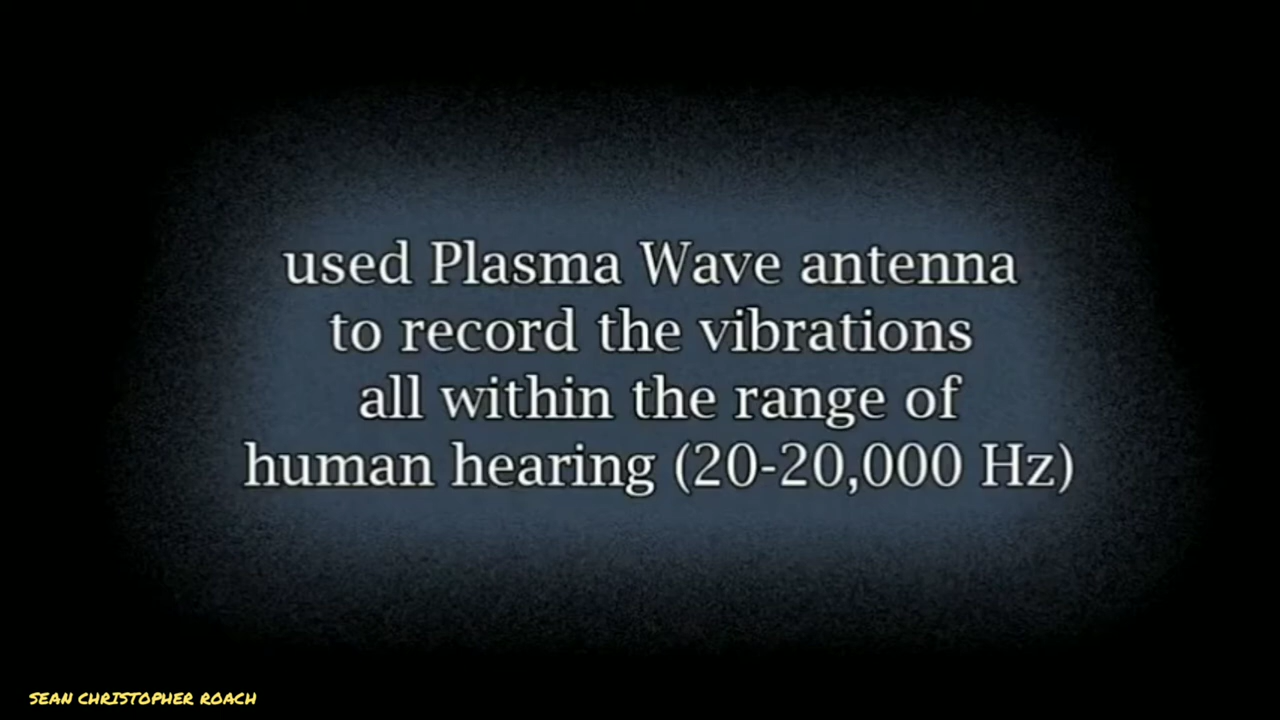 used Plasma Wave antenna
to record the vibrations
all within the range of
human hearing (20-20,000 Hz)
SEAN CHRISTOPHER ROACH